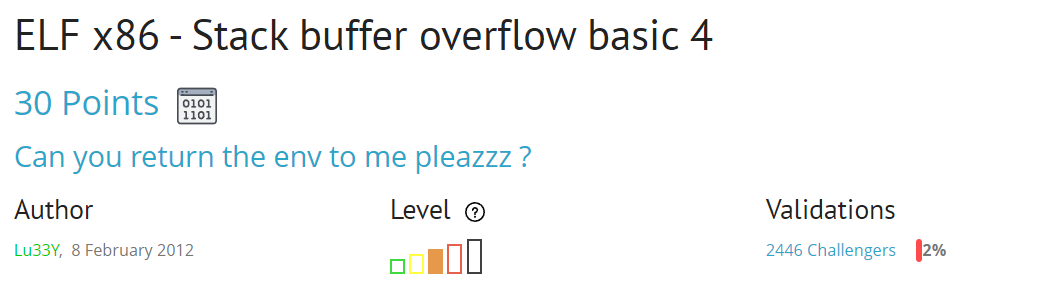 ELF x86 - Stack buffer overflow basic 4
30 Points 0101 1101
Can you return the env to me pleazzz ?
Author Level ? Validations
Lu33Y, 8 February 2012 2446 Challengers 2%